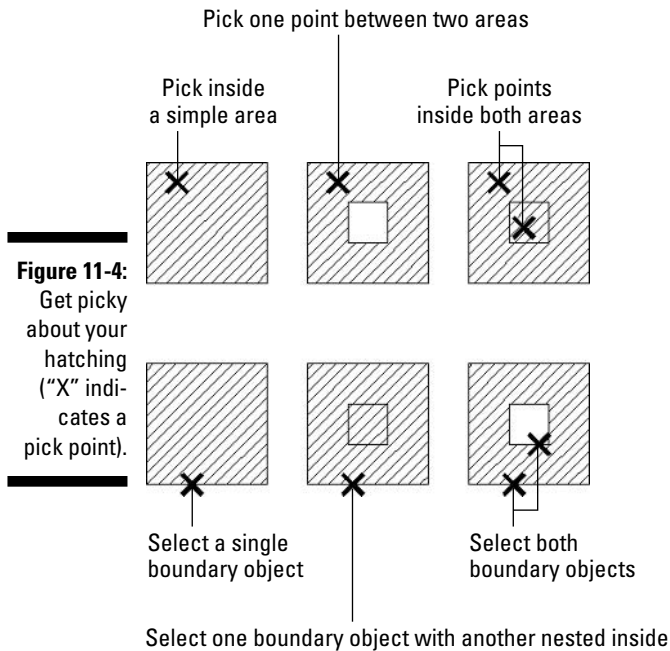 Pick one point between two areas
Pick inside
a simple area
Pick points
inside both areas
Figure 11-4:
Get picky
about your
hatching
(“X” indi-
cates a
pick point).
Select a single
boundary object
Select both
boundary objects
Select one boundary object with another nested inside